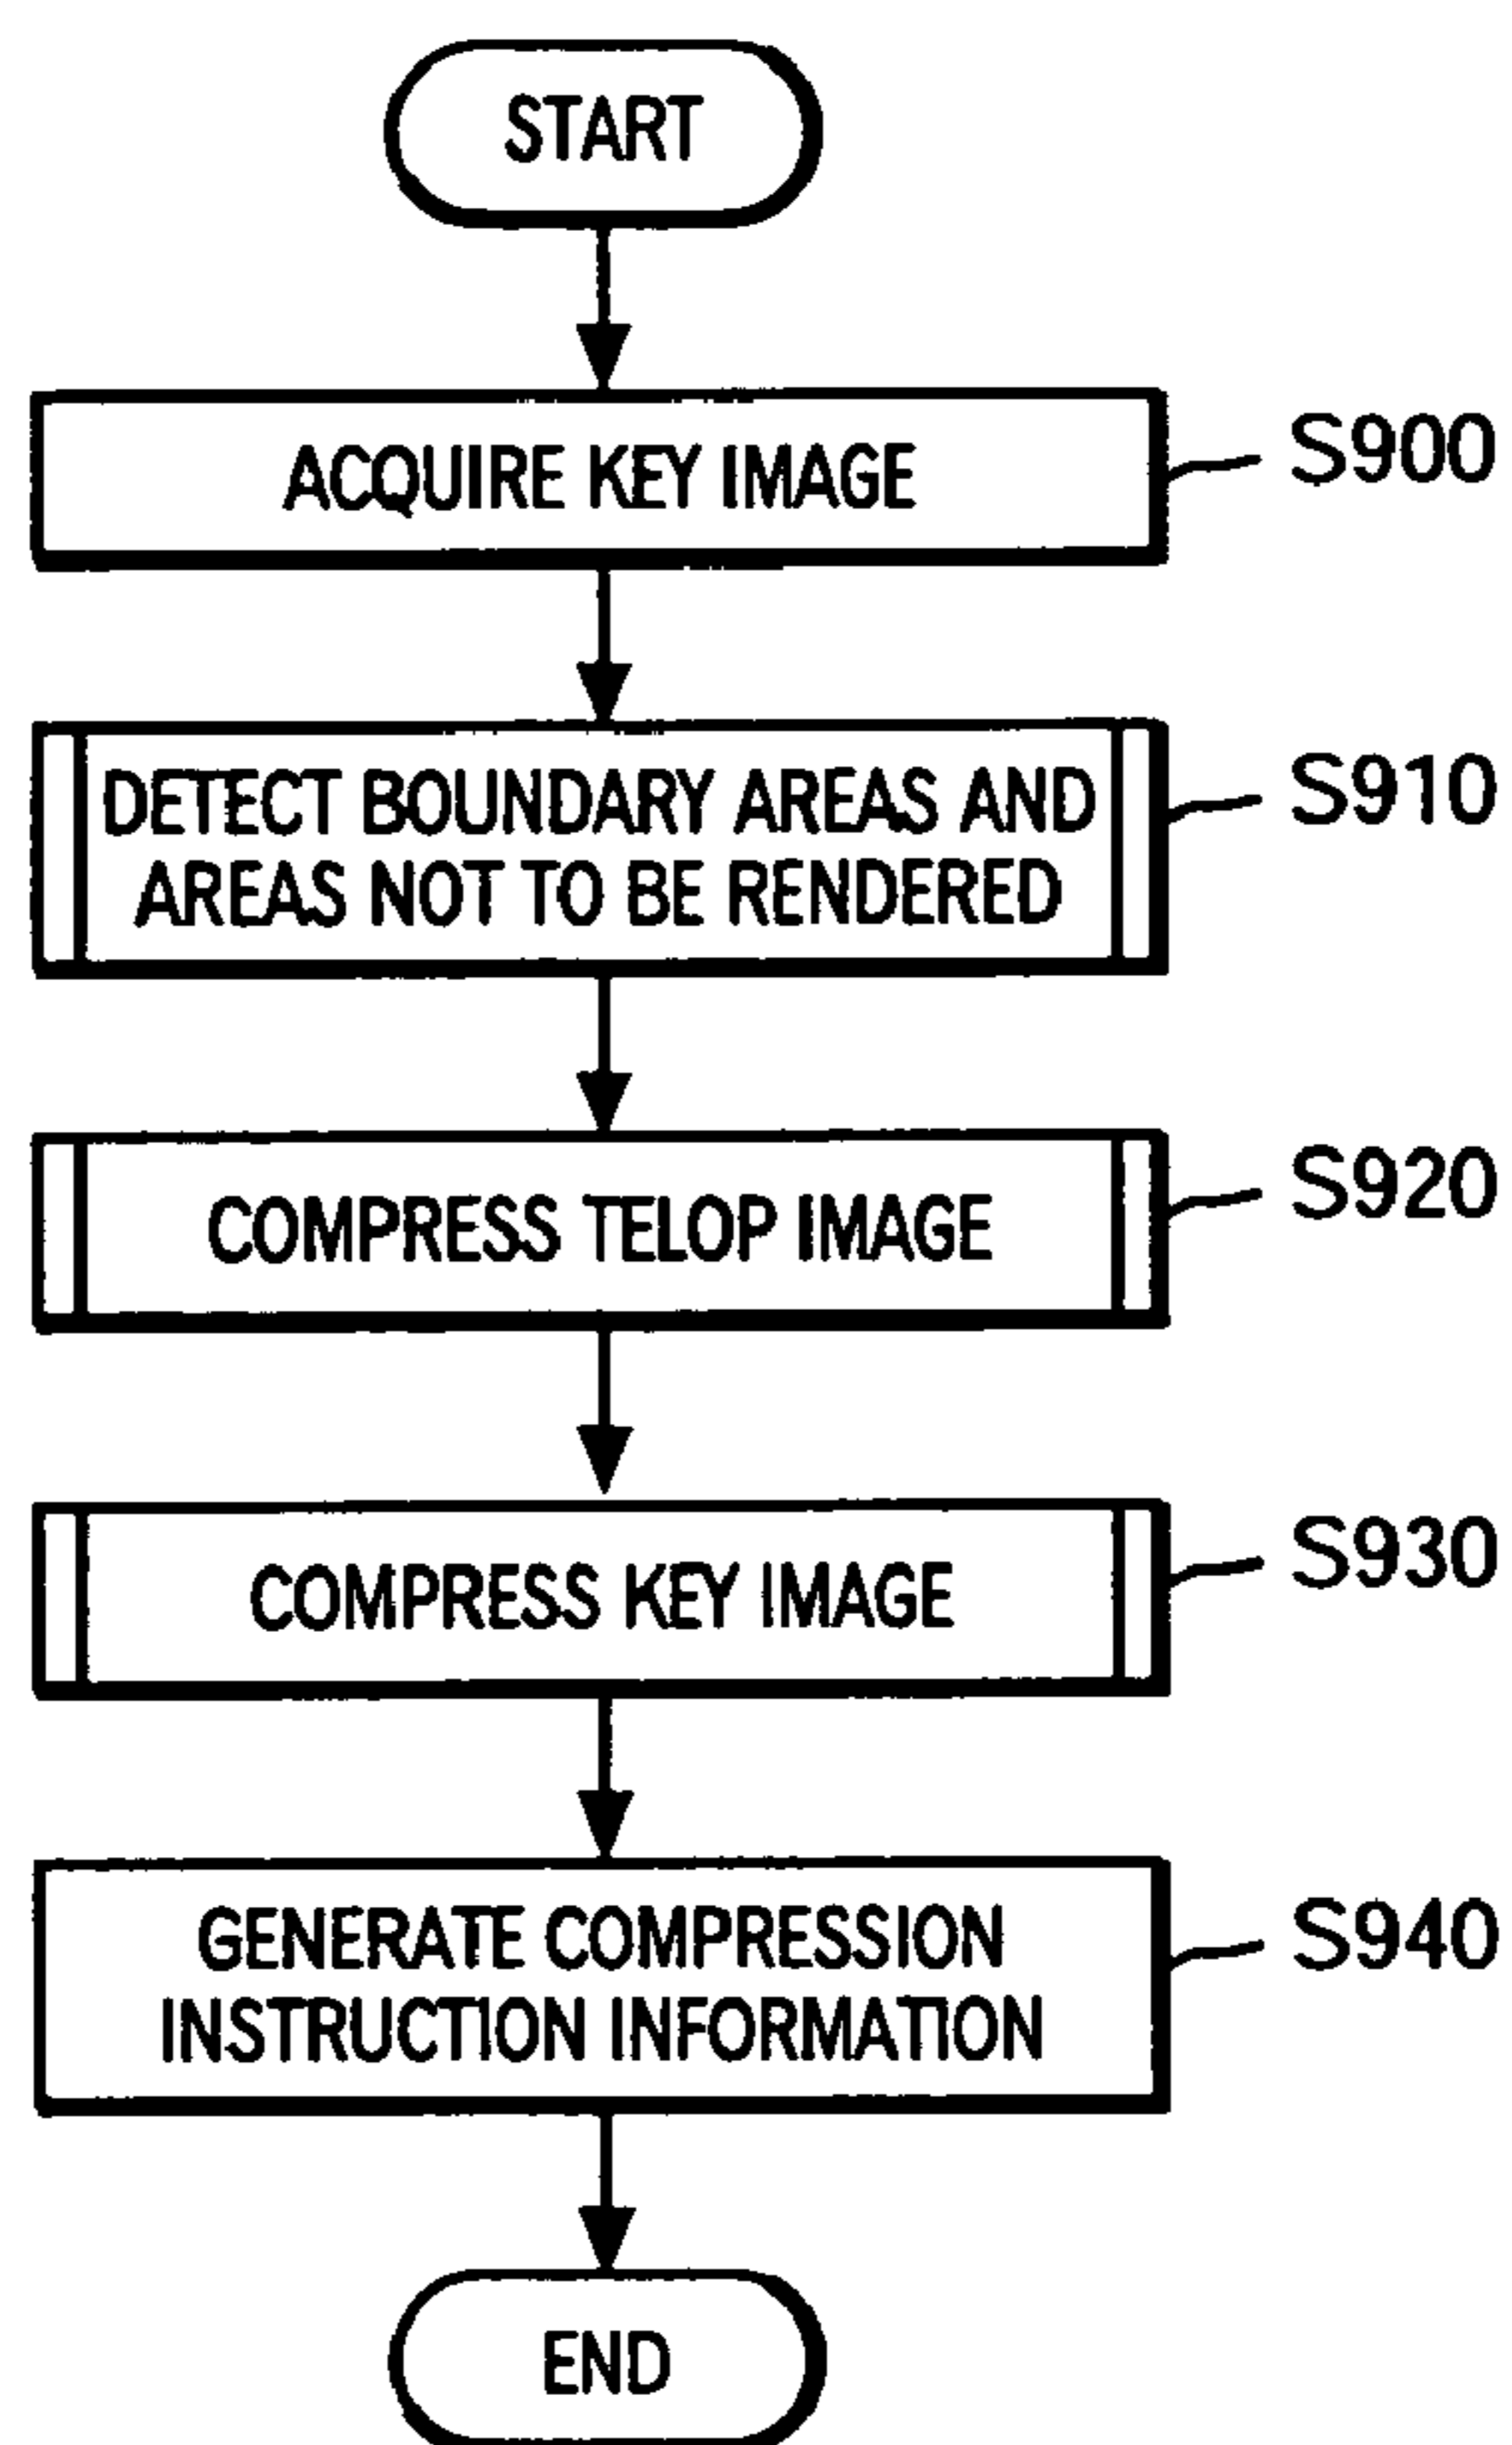 START
ACQUIRE KEY IMAGE
S900
DETECT BOUNDARY AREAS AND
AREAS NOT TO BE RENDERED
S910
COMPRESS TELOP IMAGE
S920
COMPRESS KEY IMAGE
S930
GENERATE COMPRESSION
INSTRUCTION INFORMATION
S940
END